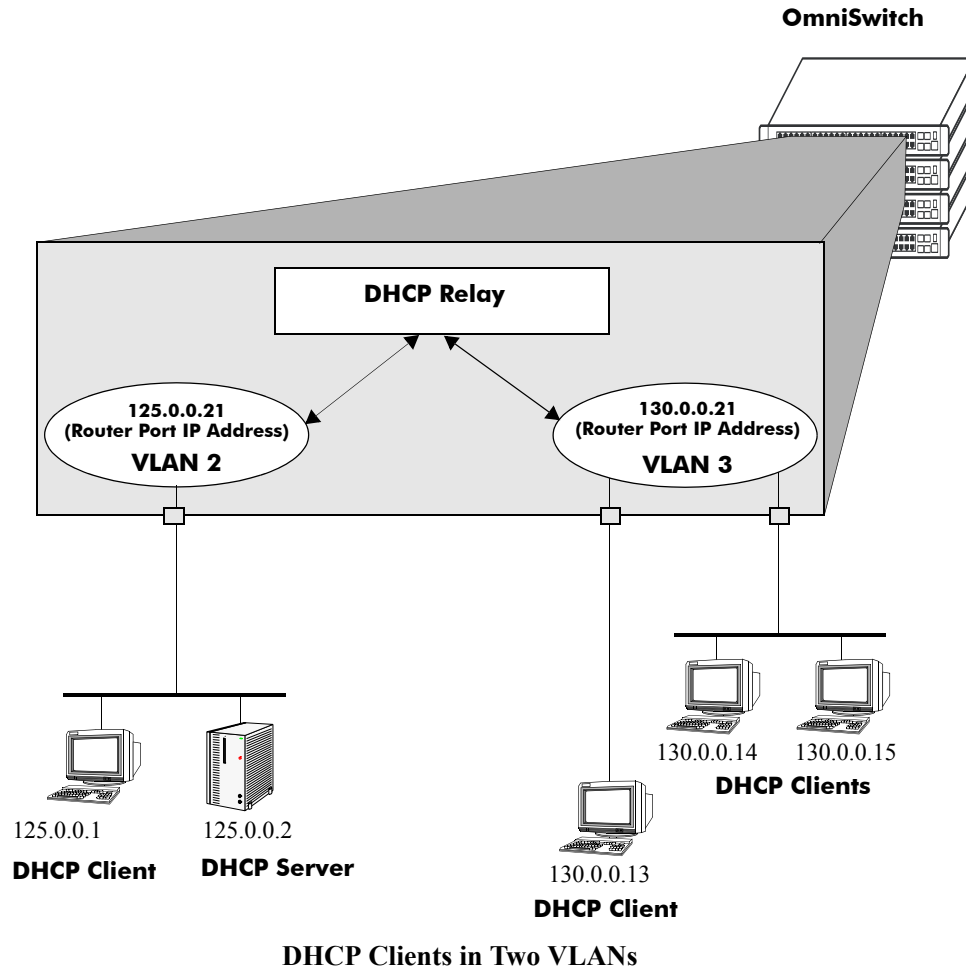 OmniSwitch
DHCP Relay
125.0.0.21
(Router Port IP Address)
VLAN 2
130.0.0.21
(Router Port IP Address)
VLAN 3
130.0.0.14
130.0.0.15
DHCP Clients
125.0.0.1
DHCP Client
125.0.0.2
DHCP Server
130.0.0.13
DHCP Client
DHCP Clients in Two VLANs